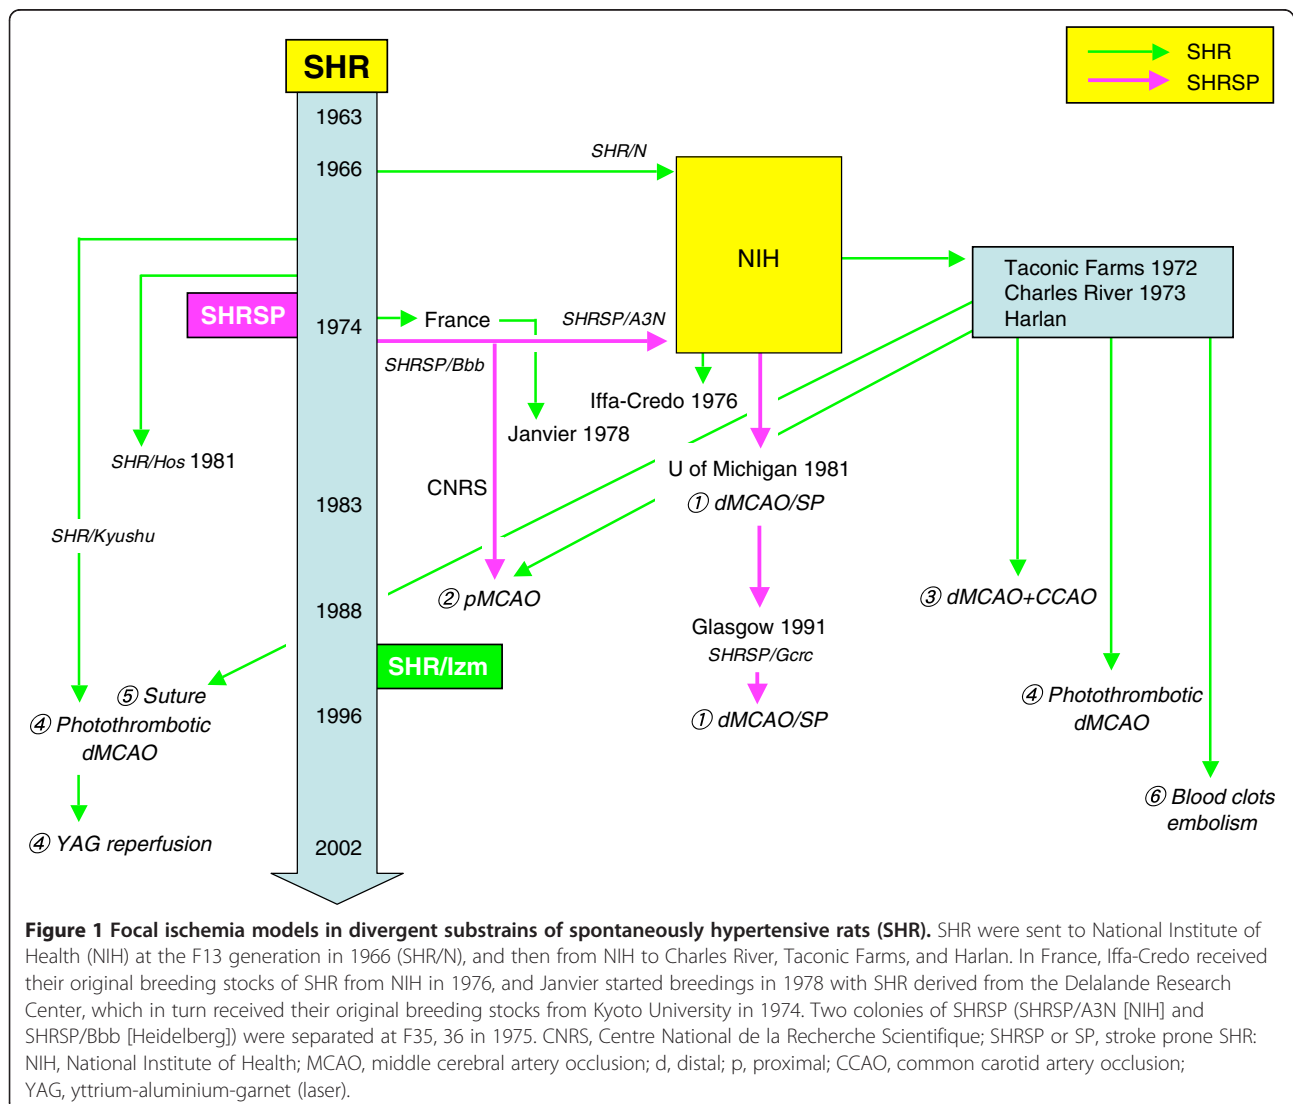 SHR
SHR
SHRSP
1963
1966
SHR/N
NIH
Taconic Farms 1972
Charles River 1973
Harlan
SHRSP
1974
France
SHRSP/A3N
SHRSP/Bbb
Iffa-Credo 1976
Janvier 1978
SHR/Hos 1981
U of Michigan 1981
CNRS
① dMCAO/SP
1983
SHR/Kyushu
② pMCAO
③ dMCAO+CCAO
1988
Glasgow 1991
SHRSP/Gcrc
SHR/Izm
⑤ Suture
④ Photothrombotic
dMCAO
1996
① dMCAO/SP
④ Photothrombotic
dMCAO
⑥ Blood clots
embolism
④ YAG reperfusion
2002
Figure 1 Focal ischemia models in divergent substrains of spontaneously hypertensive rats (SHR). SHR were sent to National Institute of
Health (NIH) at the F13 generation in 1966 (SHR/N), and then from NIH to Charles River, Taconic Farms, and Harlan. In France, Iffa-Credo received
their original breeding stocks of SHR from NIH in 1976, and Janvier started breedings in 1978 with SHR derived from the Delalande Research
Center, which in turn received their original breeding stocks from Kyoto University in 1974. Two colonies of SHRSP (SHRSP/A3N [NIH] and
SHRSP/Bbb [Heidelberg]) were separated at F35, 36 in 1975. CNRS, Centre National de la Recherche Scientifique; SHRSP or SP, stroke prone SHR:
NIH, National Institute of Health; MCAO, middle cerebral artery occlusion; d, distal; p, proximal; CCAO, common carotid artery occlusion;
YAG, yttrium-aluminium-garnet (laser).